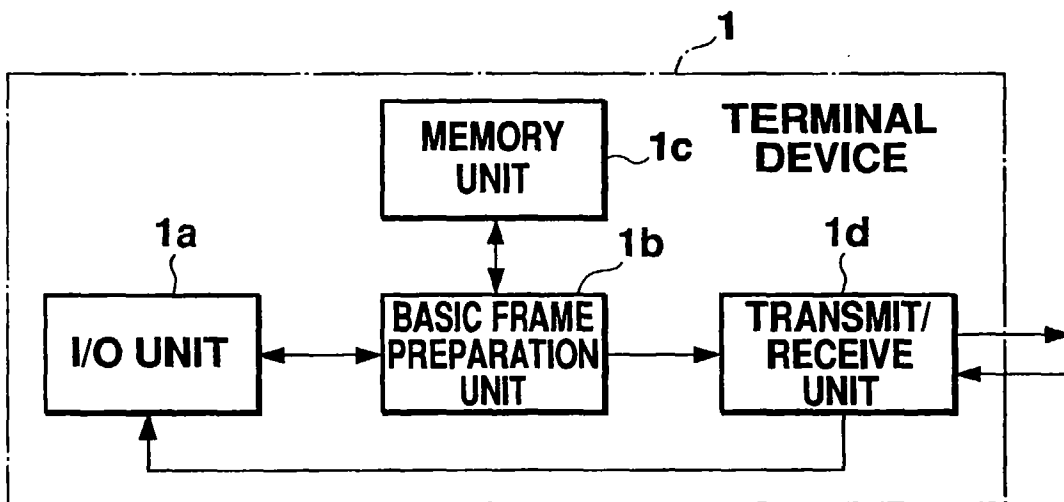 1
MEMORY
UNIT
1c
TERMINAL
DEVICE
1a
I/O UNIT
1b
BASIC FRAME
PREPARATION
UNIT
1d
TRANSMIT/
RECEIVE
UNIT